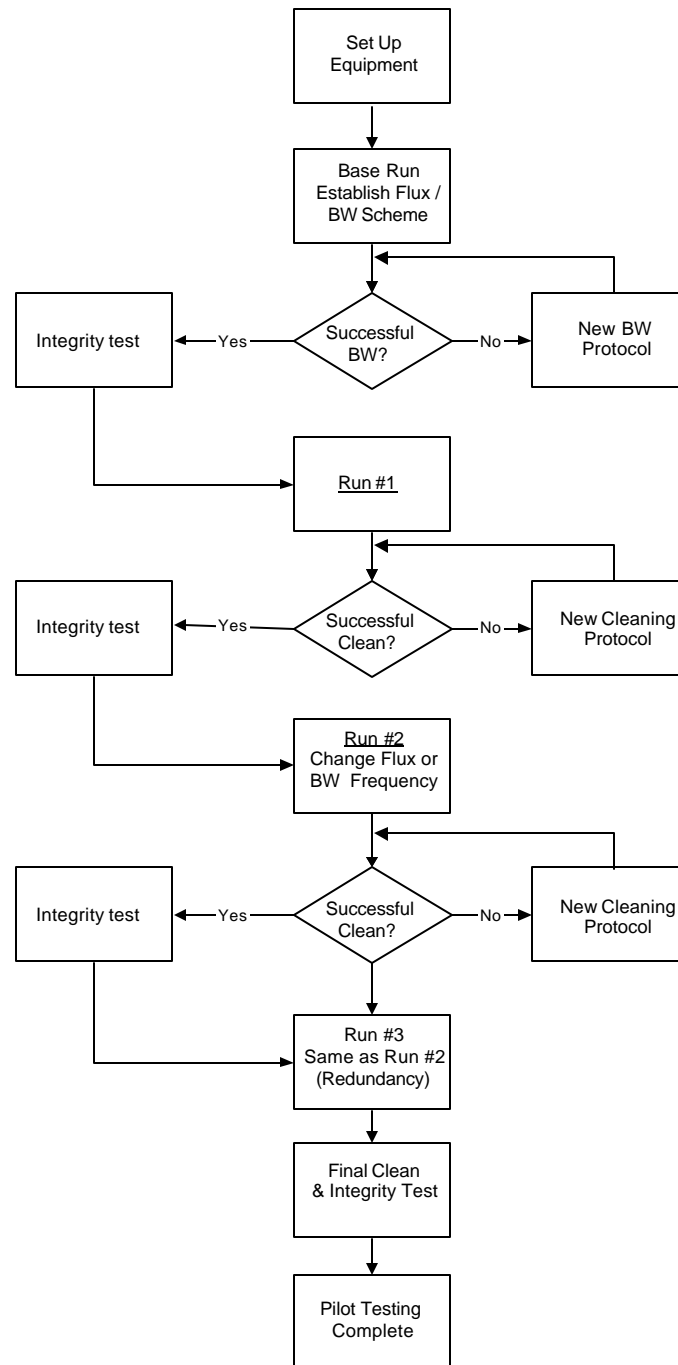 Set Up
Equipment
Base Run
Establish Flux /
BW Scheme
Integrity test
Yes
Successful
BW?
No
New BW
Protocol
Run #1
Integrity test
Yes
Successful
Clean?
No
New Cleaning
Protocol
Run #2
Change Flux or
BW Frequency
Integrity test
Yes
Successful
Clean?
No
New Cleaning
Protocol
Run #3
Same as Run #2
(Redundancy)
Final Clean
& Integrity Test
Pilot Testing
Complete